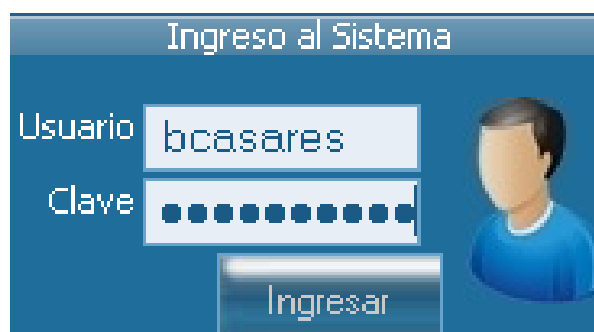 Ingreso al Sistema
Usuario bcasares
Clave ●●●●●●●●●●
Ingresar